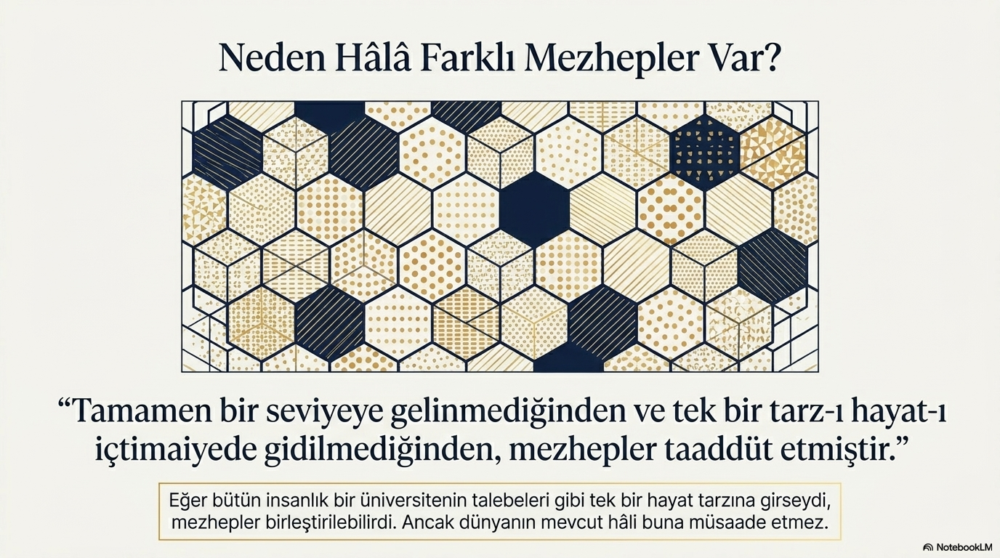 Neden Hâlâ Farklı Mezhepler Var?
“Tamamen bir seviyeye gelinmediğinden ve tek bir tarz-ı hayat-ı
içtimaiyede gidilmediğinden, mezhepler taaddüt etmiştir.”
Eğer bütün insanlık bir üniversitenin talebeleri gibi tek bir hayat tarzına girseydi,
mezhepler birleştirilebilirdi. Ancak dünyanın mevcut hâli buna müsaade etmez.
NotebookLM